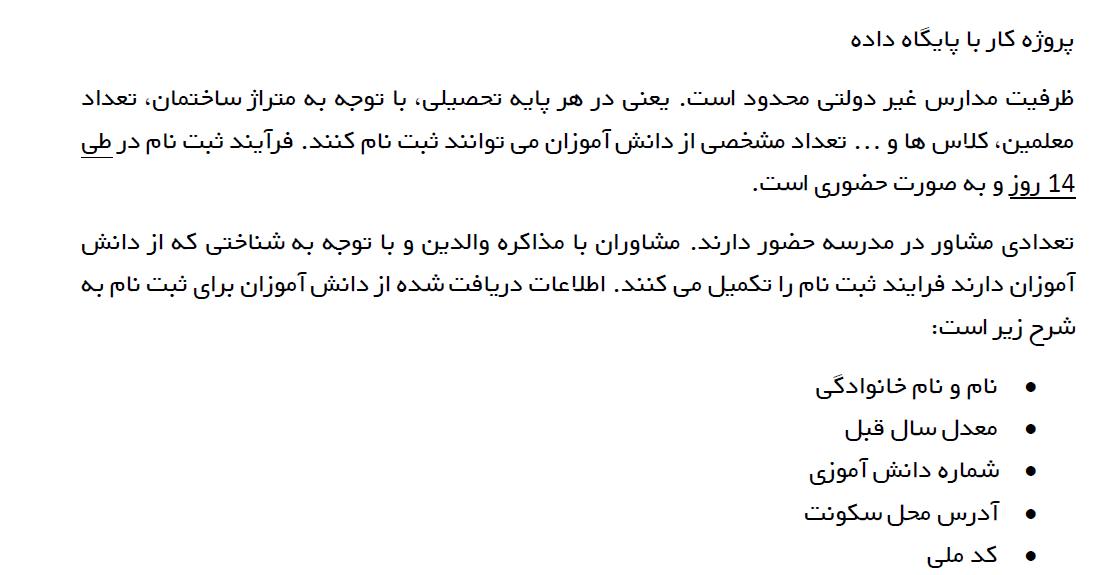 پروژه کار با پایگاه داده
ظرفیت مدارس غیر دولتی محدود است. یعنی در هر پایه تحصیلی، با توجه به متراژ ساختمان، تعداد
معلمین، کلاس ها و ... تعداد مشخصی از دانش آموزان می توانند ثبت نام کنند. فرآیند ثبت نام در طی
14 روز و به صورت حضوری است.
تعدادی مشاور در مدرسه حضور دارند. مشاوران با مذاکره والدین و با توجه به شناختی که از دانش
آموزان دارند فرایند ثبت نام را تکمیل می کنند. اطلاعات دریافت شده از دانش آموزان برای ثبت نام به
شرح زیر است:
● نام و نام خانوادگی
● معدل سال قبل
● شماره دانش آموزی
● آدرس محل سکونت
● کد ملی